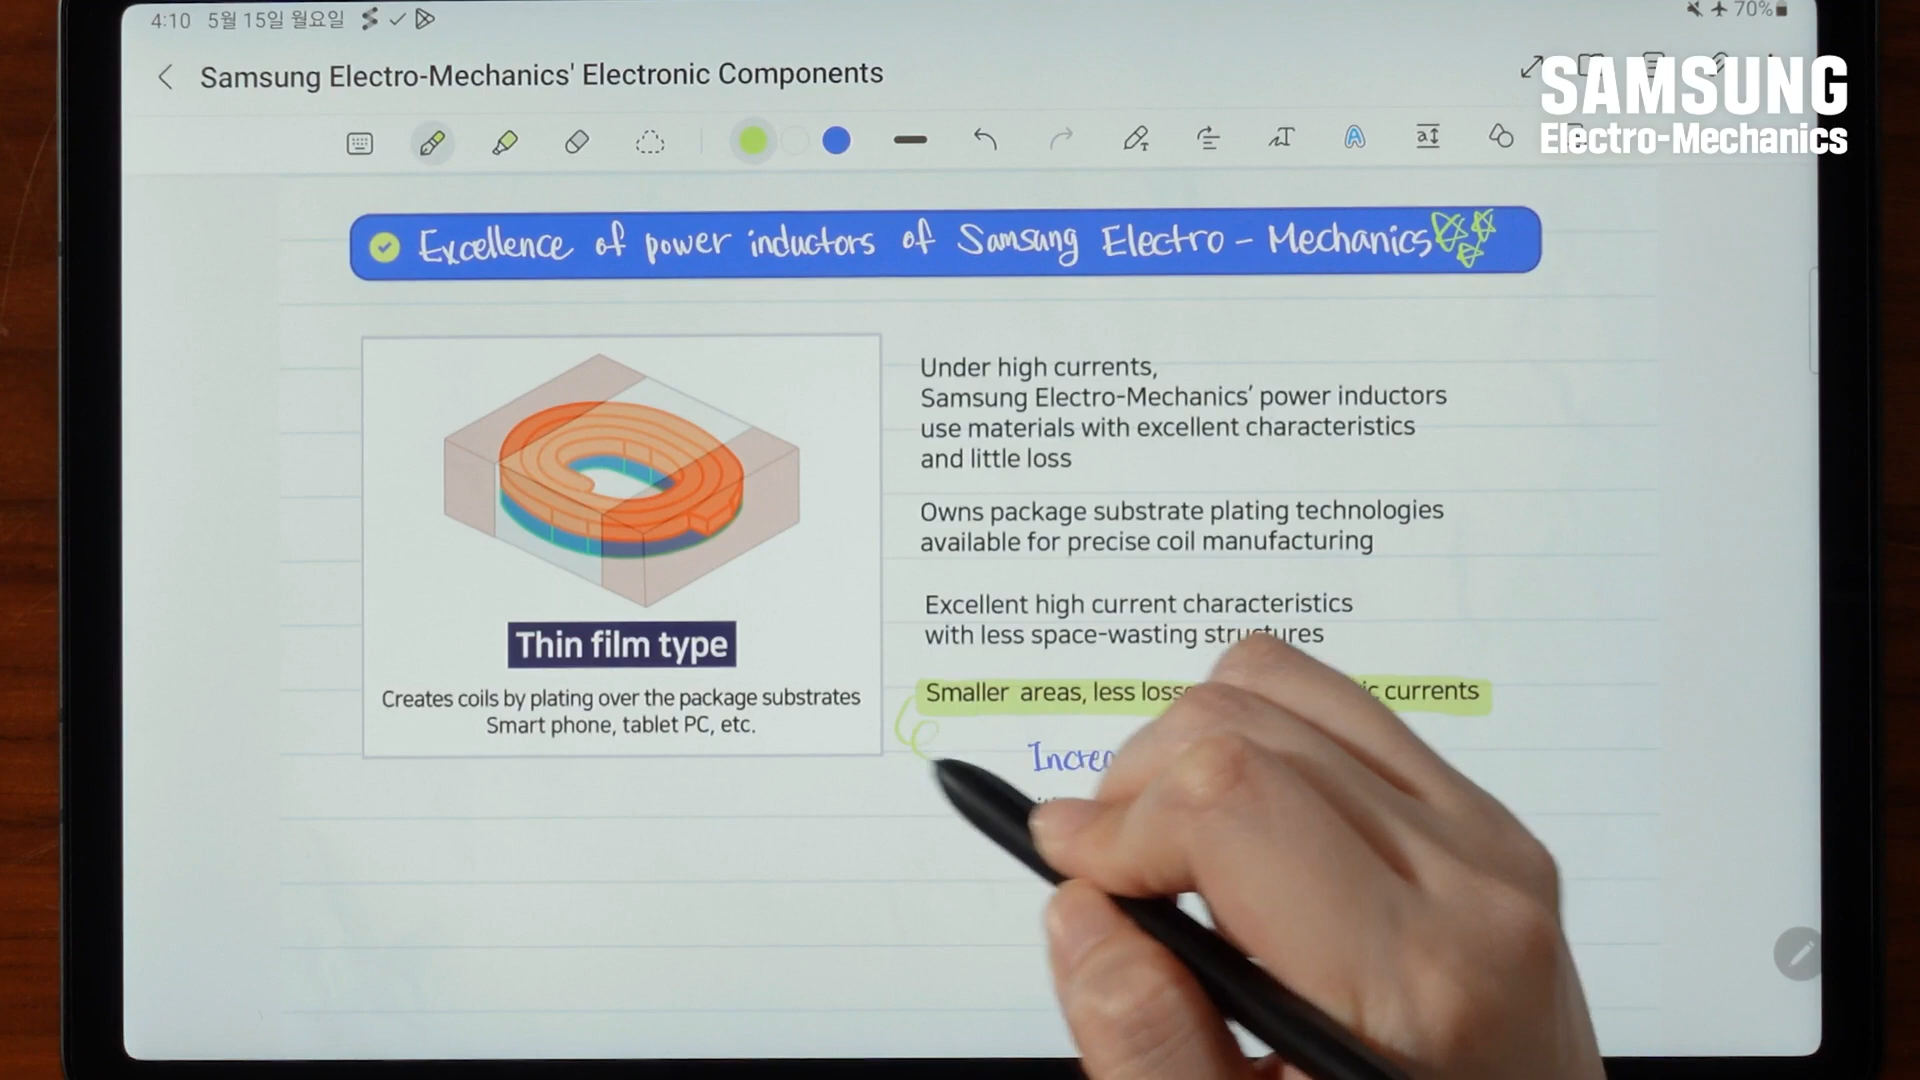 4:10 5월 15일 월요일
70%
SAMSUNG
Electro-Mechanics
Samsung Electro-Mechanics' Electronic Components
Excellence of power inductors of Samsung Electro-Mechanics
Under high currents,
Samsung Electro-Mechanics’ power inductors
use materials with excellent characteristics
and little loss
Owns package substrate plating technologies
available for precise coil manufacturing
Excellent high current characteristics
with less space-wasting structures
Smaller areas, less currents
Thin film type
Creates coils by plating over the package substrates
Smart phone, tablet PC, etc.